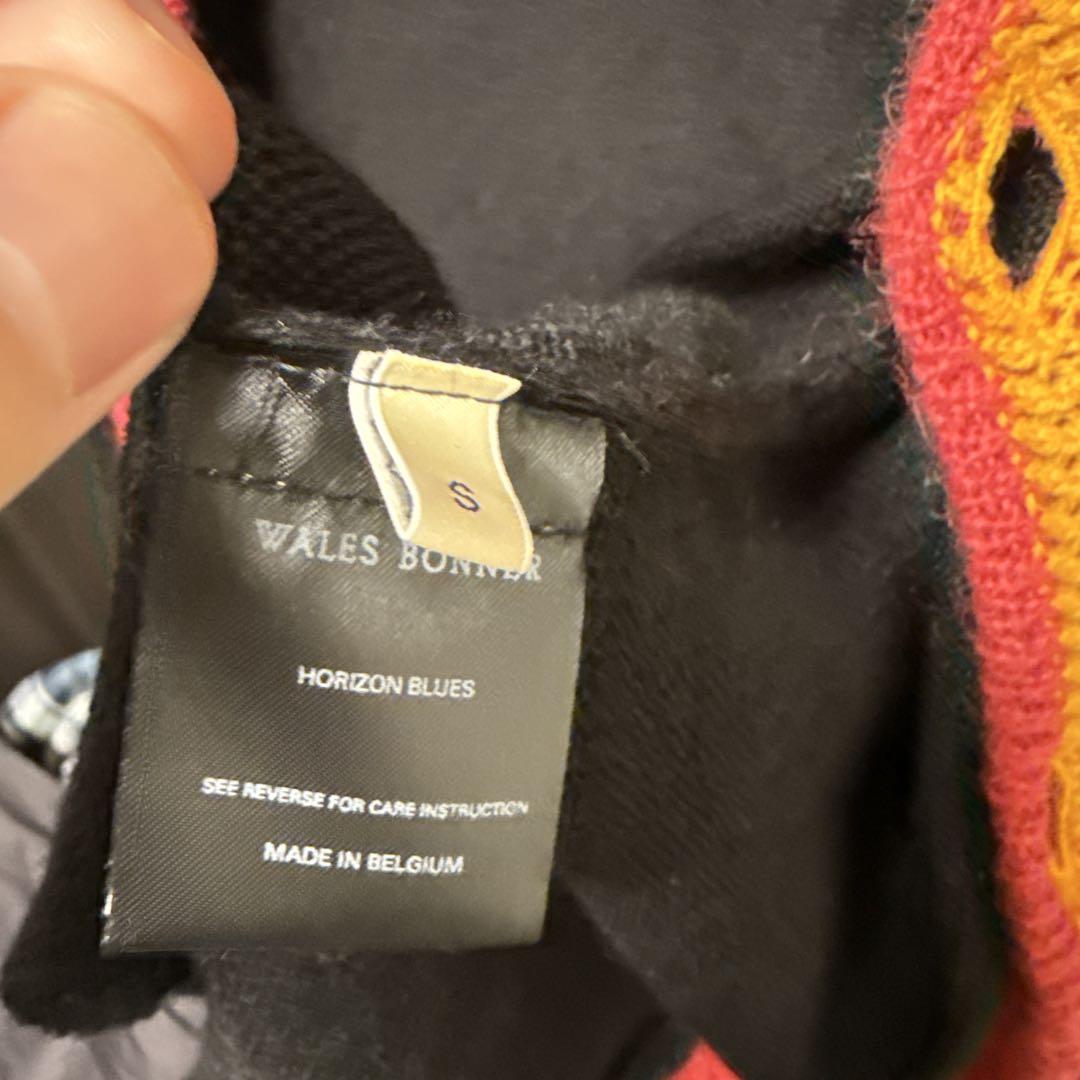 S
WALES BONNER
HORIZON BLUES
SEE REVERSE FOR CARE INSTRUCTION
MADE IN BELGIUM